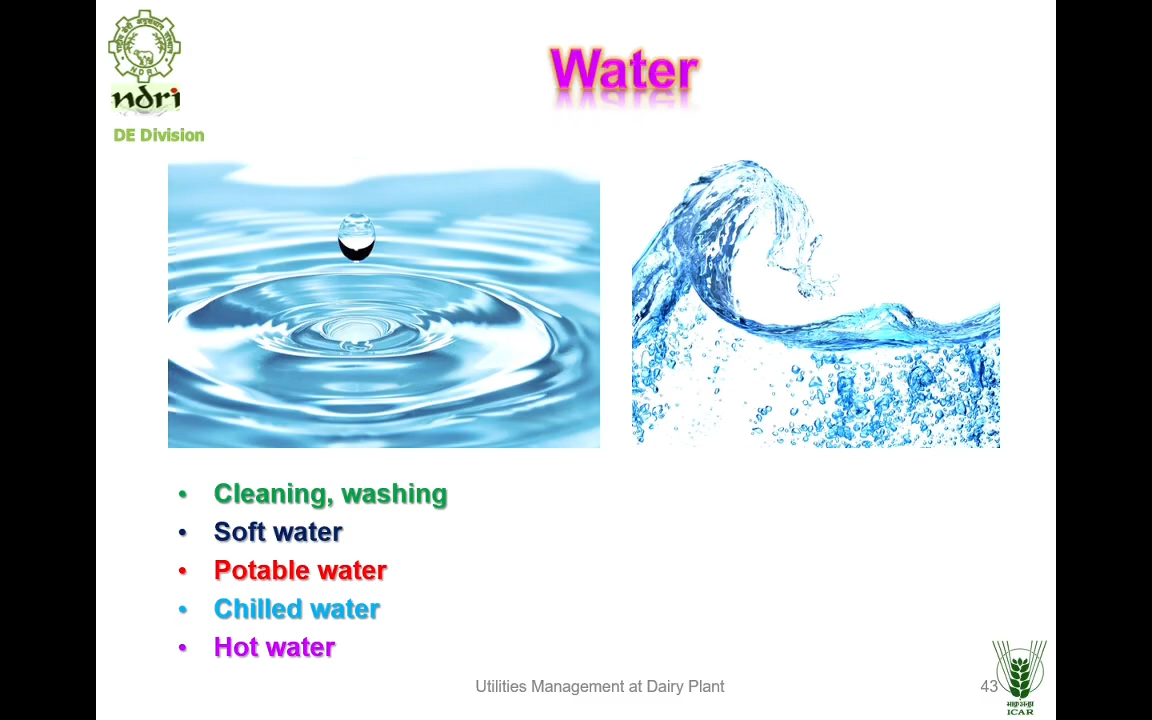 NDRI
ndri
DE Division
Water
• Cleaning, washing
• Soft water
• Potable water
• Chilled water
• Hot water
Utilities Management at Dairy Plant
43
ICAR